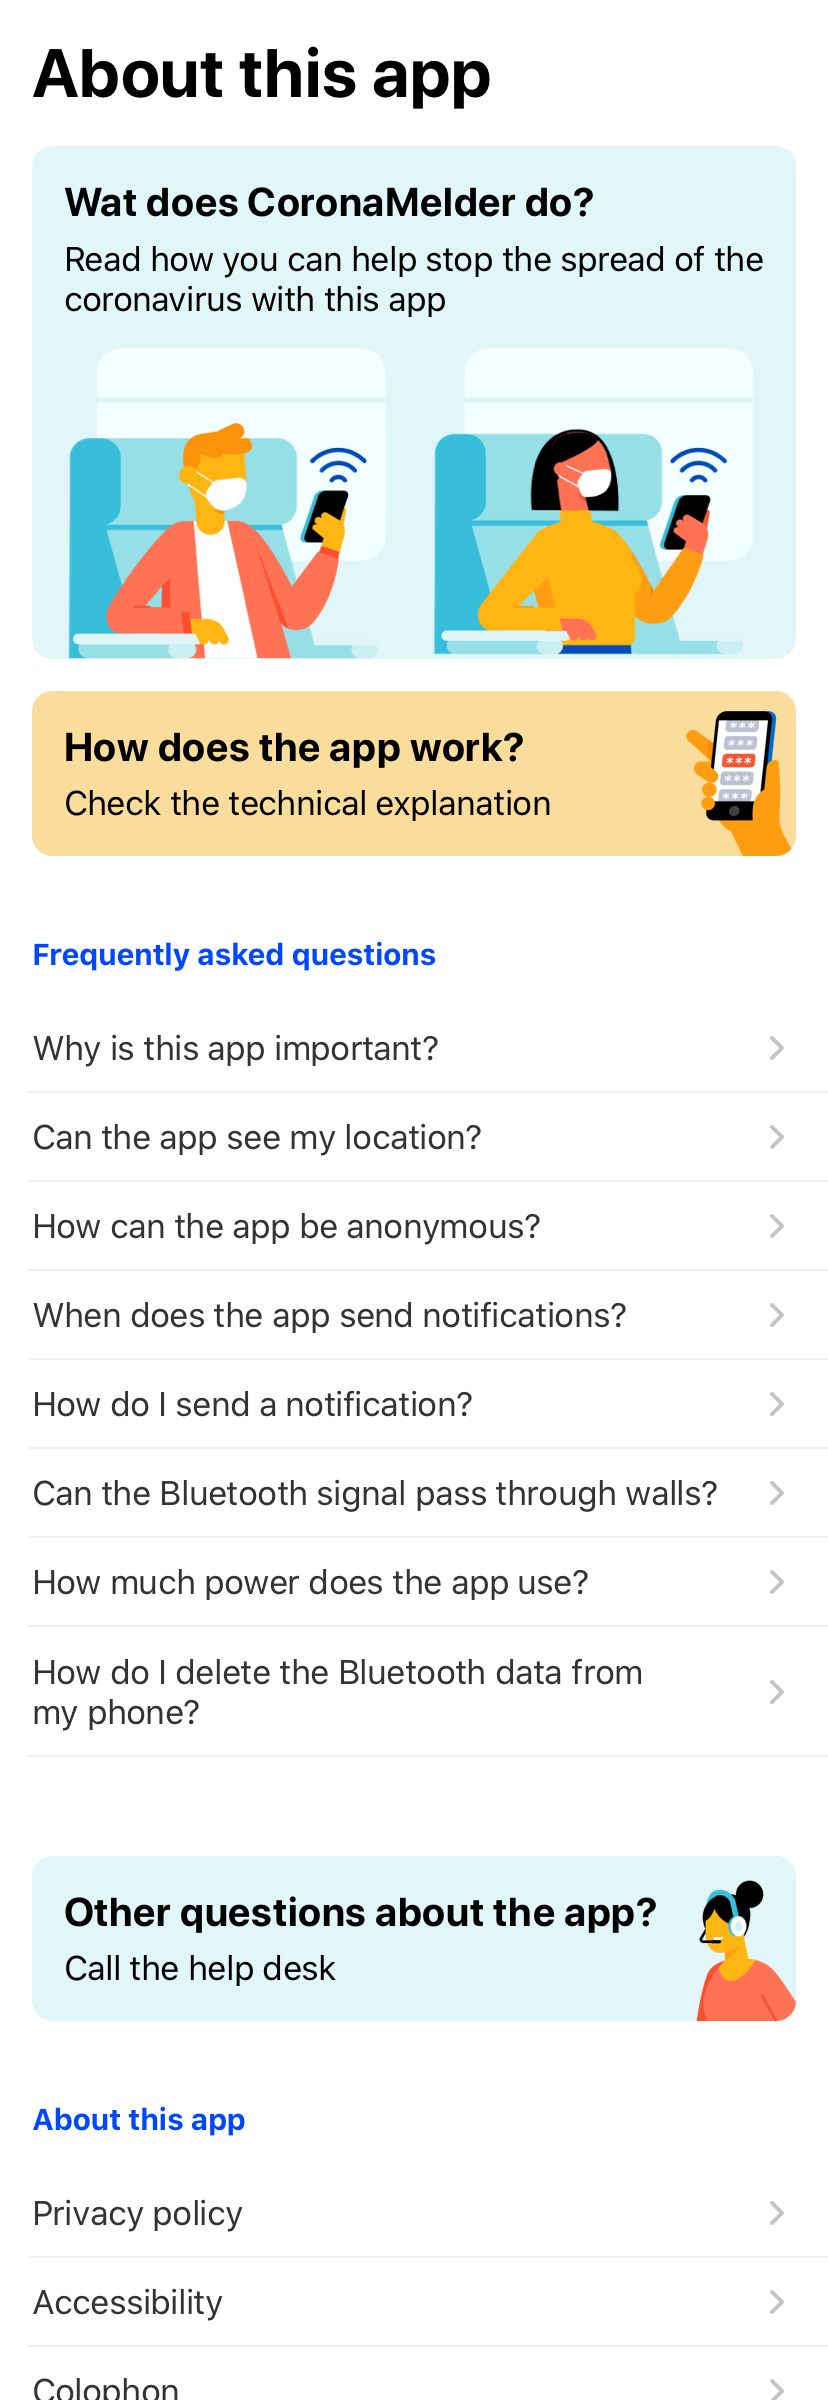 About this app
Wat does CoronaMelder do?
Read how you can help stop the spread of the
coronavirus with this app
How does the app work?
Check the technical explanation
Frequently asked questions
Why is this app important?
Can the app see my location?
How can the app be anonymous?
When does the app send notifications?
How do I send a notification?
Can the Bluetooth signal pass through walls?
How much power does the app use?
How do I delete the Bluetooth data from
my phone?
Other questions about the app?
Call the help desk
About this app
Privacy policy
Accessibility
Colophon